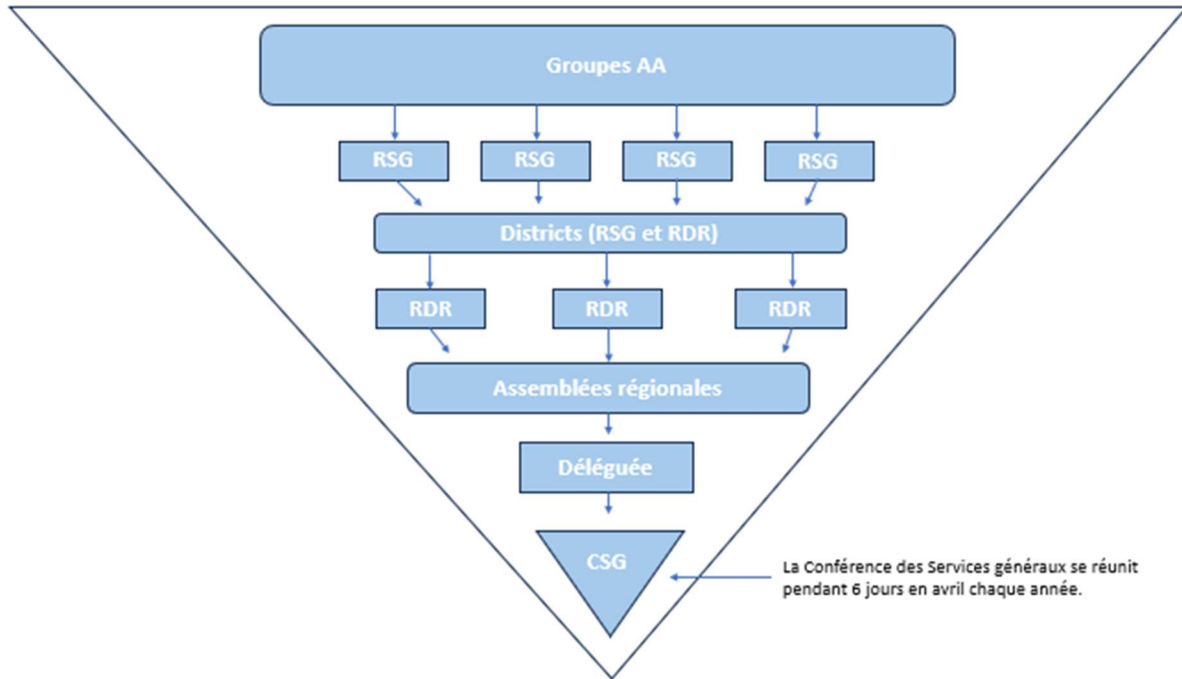 Groupes AA
RSG
RSG
RSG
RSG
Districts (RSG et RDR)
RDR
RDR
RDR
Assemblées régionales
Déléguée
CSG
La Conférence des Services généraux se réunit
pendant 6 jours en avril chaque année.